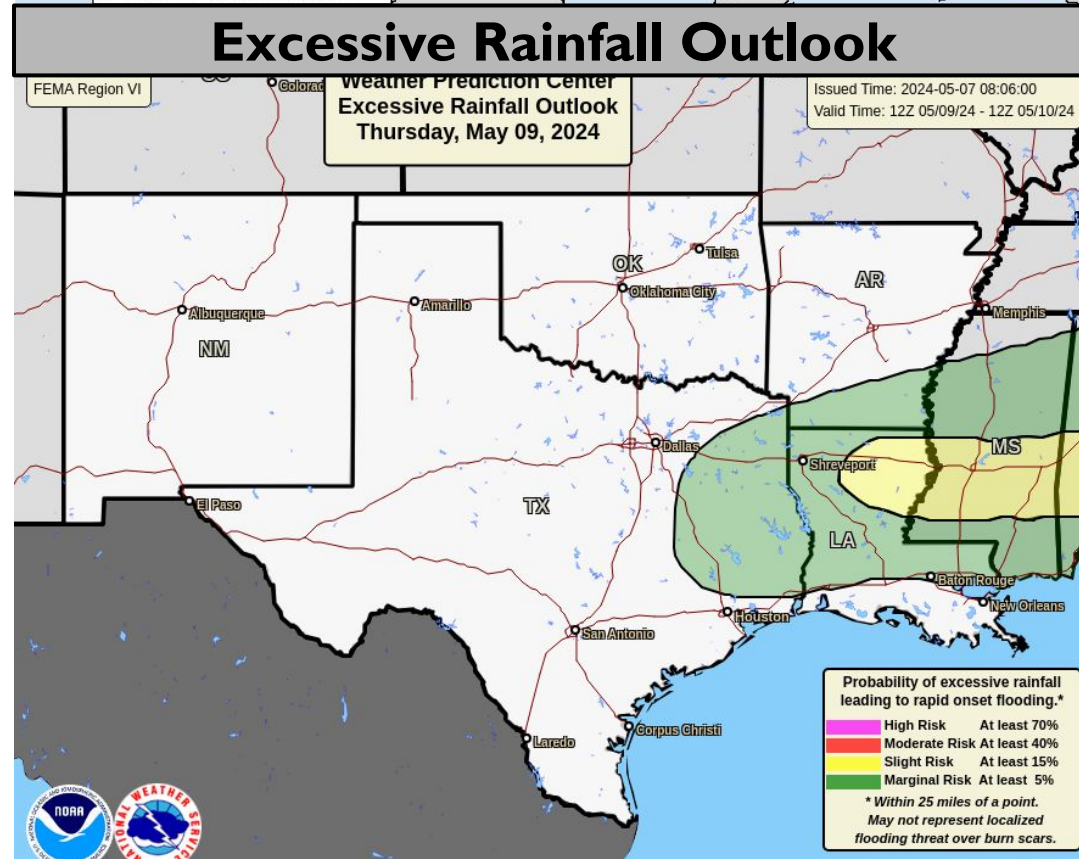 Excessive Rainfall Outlook
FEMA Region VI
Weather Prediction Center
Excessive Rainfall Outlook
Thursday, May 09, 2024
Issued Time: 2024-05-07 08:06:00
Valid Time: 12Z 05/09/24 - 12Z 05/10/24
Colorad
OK
Tulsa
AR
Oklahoma City
Amarillo
Albuquerque
Memphis
NM
Dallas
MS
Shreveport
El Paso
TX
LA
Baton Rouge
New Orleans
Houston
San Antonio
Corpus Christi
Laredo
Probability of excessive rainfall
leading to rapid onset flooding.*
High Risk At least 70%
Moderate Risk At least 40%
Slight Risk At least 15%
Marginal Risk At least 5%
* Within 25 miles of a point.
May not represent localized
flooding threat over burn scars.
NOAA
NATIONAL WEATHER SERVICE